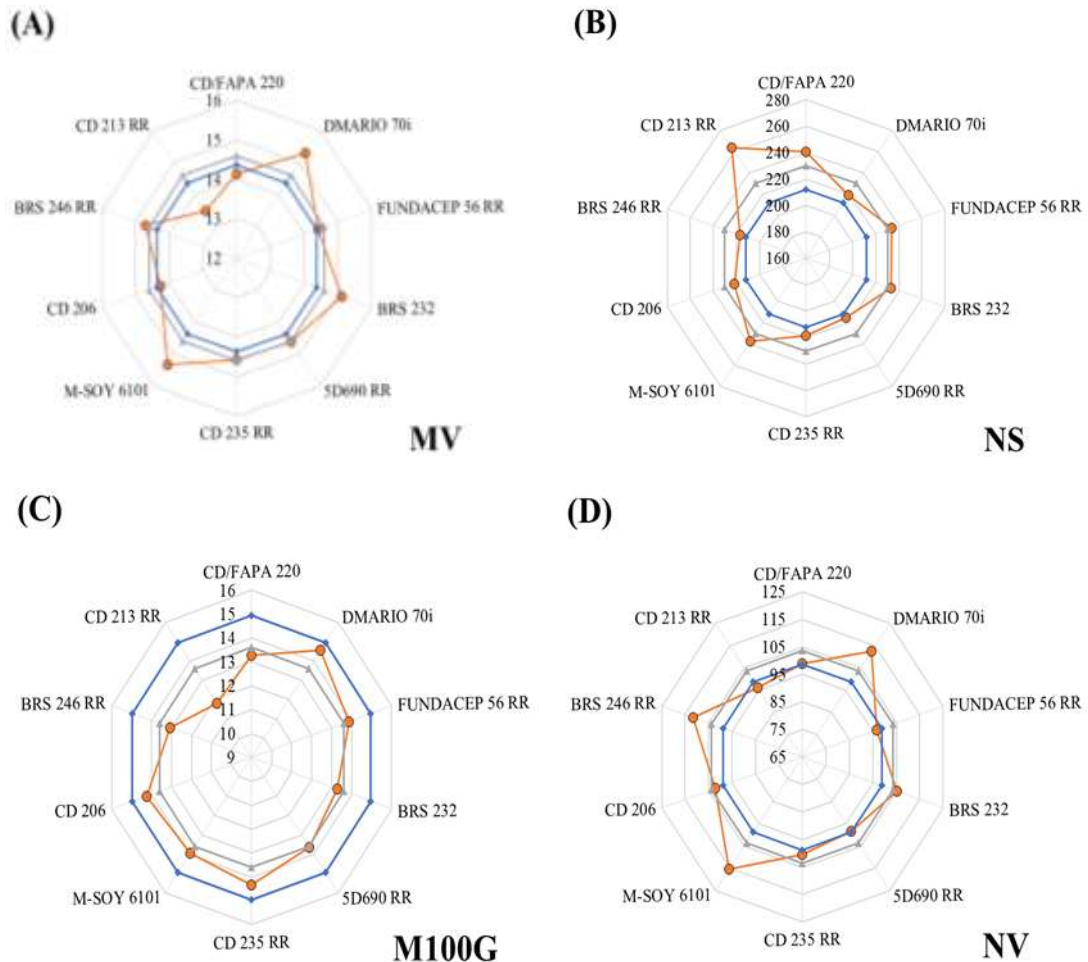 (A)
CD/FAPA 220
16
CD 213 RR
DMARIO 70i
15
14
BRS 246 RR
FUNDACEP 56 RR
13
12
CD 206
BRS 232
M-SOY 6101
5D690 RR
CD 235 RR
MV
(B)
CD/FAPA 220
280
CD 213 RR
DMARIO 70i
260
240
220
BRS 246 RR
FUNDACEP 56 RR
200
180
160
CD 206
BRS 232
M-SOY 6101
5D690 RR
CD 235 RR
NS
(C)
CD/FAPA 220
16
CD 213 RR
DMARIO 70i
15
14
13
BRS 246 RR
FUNDACEP 56 RR
12
11
10
9
CD 206
BRS 232
M-SOY 6101
5D690 RR
CD 235 RR
M100G
(D)
CD/FAPA 220
125
CD 213 RR
DMARIO 70i
115
105
BRS 246 RR
FUNDACEP 56 RR
95
85
75
65
CD 206
BRS 232
M-SOY 6101
5D690 RR
CD 235 RR
NV